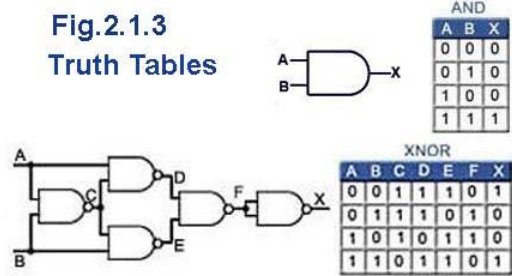 Fig.2.1.3
Truth Tables
A
B
X
AND
A B X
0 0 0
0 1 0
1 0 0
1 1 1
A
B
C
D
E
F
X
XNOR
A B C D E F X
0 0 1 1 1 0 1
0 1 1 1 0 1 0
1 0 1 0 1 1 0
1 1 0 1 1 0 1